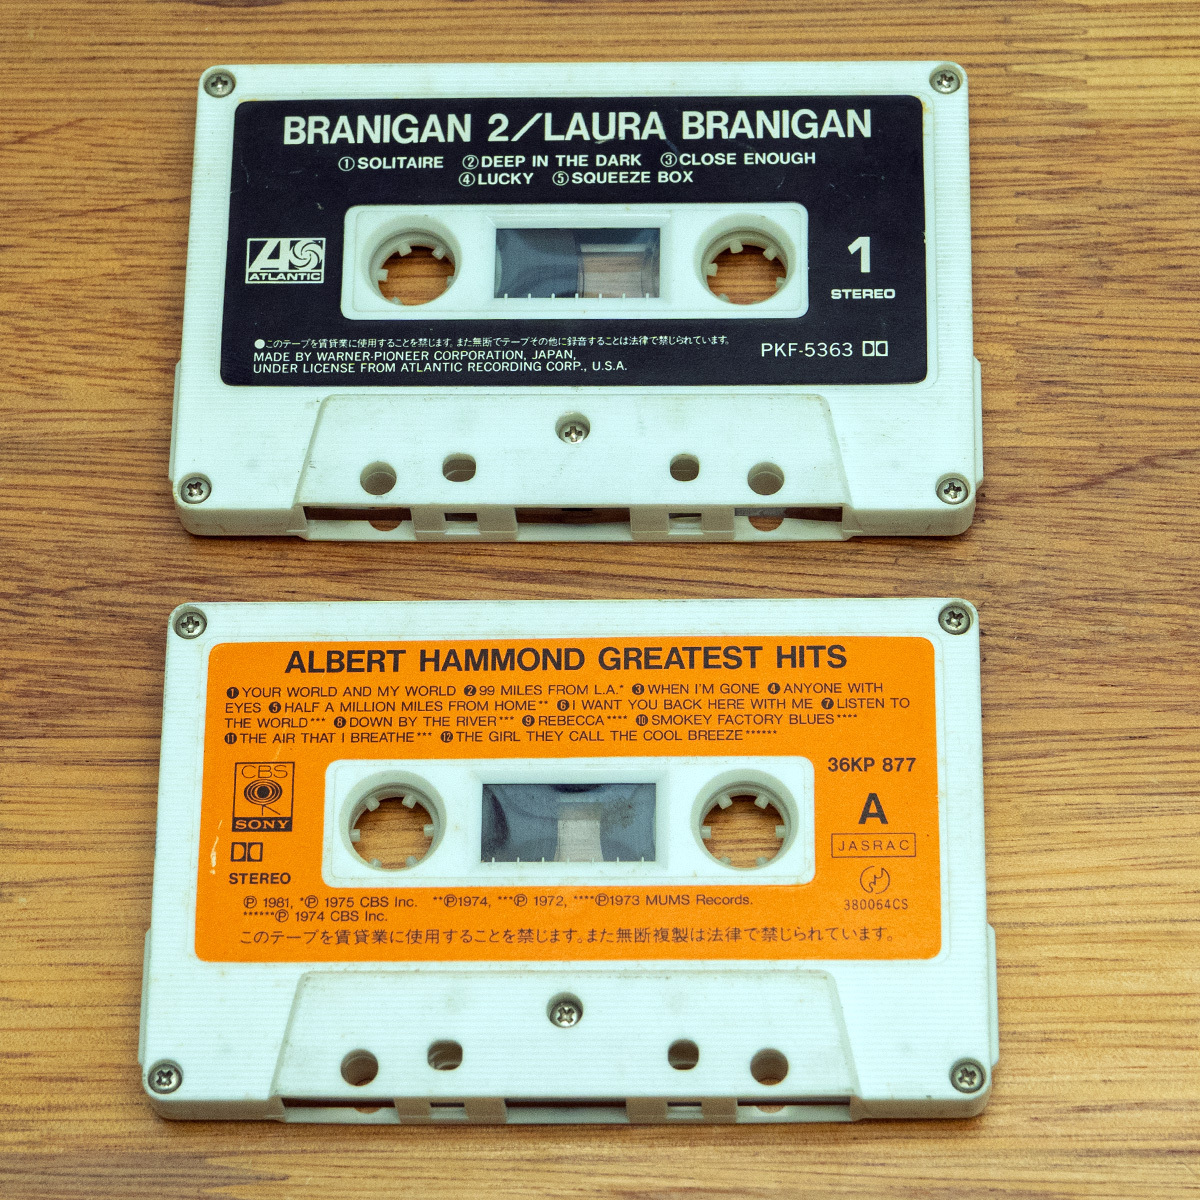 BRANIGAN 2/LAURA BRANIGAN
①SOLITAIRE ②DEEP IN THE DARK ③CLOSE ENOUGH
④LUCKY ⑤SQUEEZE BOX
ATLANTIC
1
STEREO
●このテープを賃貸業に使用することを禁じます。また無断でテープその他に録音することは法律で禁じられています。
MADE BY WARNER-PIONEER CORPORATION, JAPAN,
UNDER LICENSE FROM ATLANTIC RECORDING CORP., U.S.A.
PKF-5363
ALBERT HAMMOND GREATEST HITS
❶YOUR WORLD AND MY WORLD ❷99 MILES FROM L.A.* ❸WHEN I'M GONE ❹ANYONE WITH
EYES ❺HALF A MILLION MILES FROM HOME** ❻I WANT YOU BACK HERE WITH ME ❼LISTEN TO
THE WORLD*** ❽DOWN BY THE RIVER*** ❾REBECCA**** ❿SMOKEY FACTORY BLUES****
⓫THE AIR THAT I BREATHE*** ⓬THE GIRL THEY CALL THE COOL BREEZE******
CBS
SONY
STEREO
36KP 877
A
JASRAC
380064CS
Ⓟ 1981, *Ⓟ 1975 CBS Inc. **Ⓟ1974, ***Ⓟ 1972, ****Ⓟ1973 MUMS Records.
******Ⓟ 1974 CBS Inc.
このテープを賃貸業に使用することを禁じます。また無断複製は法律で禁じられています。